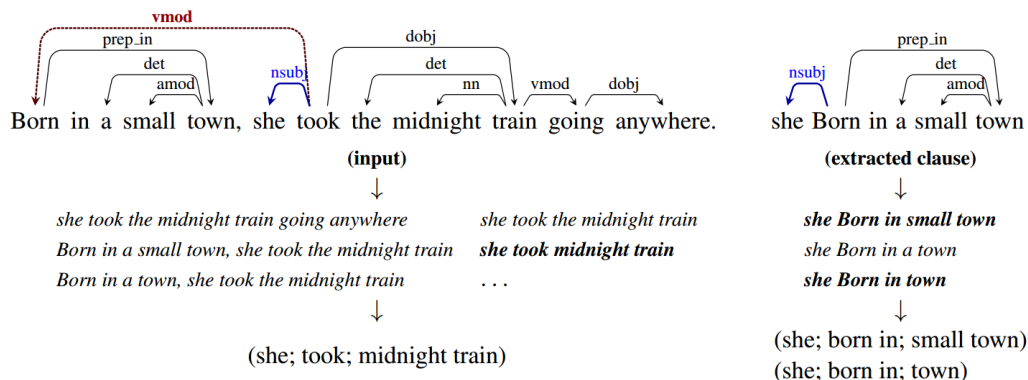 vmod
prep_in dobj prep_in
det det det
nsubj amod nn vmod dobj nsubj amod
Born in a small town, she took the midnight train going anywhere. she Born in a small town
(input) (extracted clause)
she took the midnight train going anywhere she took the midnight train she Born in small town
Born in a small town, she took the midnight train she took midnight train she Born in a town
Born in a town, she took the midnight train . . . she Born in town
(she; took; midnight train) (she; born in; small town)
(she; born in; town)